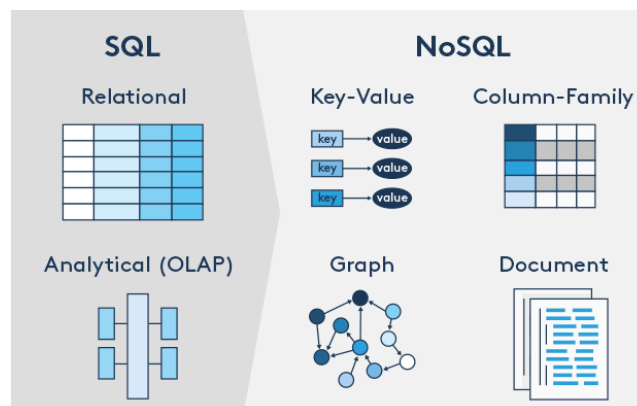 SQL
NoSQL
Relational
Key-Value
Column-Family
key
value
key
value
key
value
Analytical (OLAP)
Graph
Document